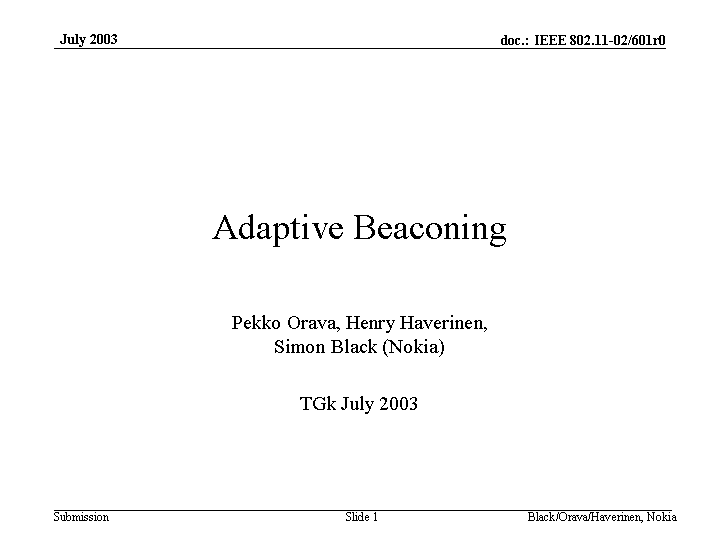 July 2003
doc.: IEEE 802.11-02/601r0
Adaptive Beaconing
Pekko Orava, Henry Haverinen,
Simon Black (Nokia)
TGk July 2003
Submission
Slide 1
Black/Orava/Haverinen, Nokia